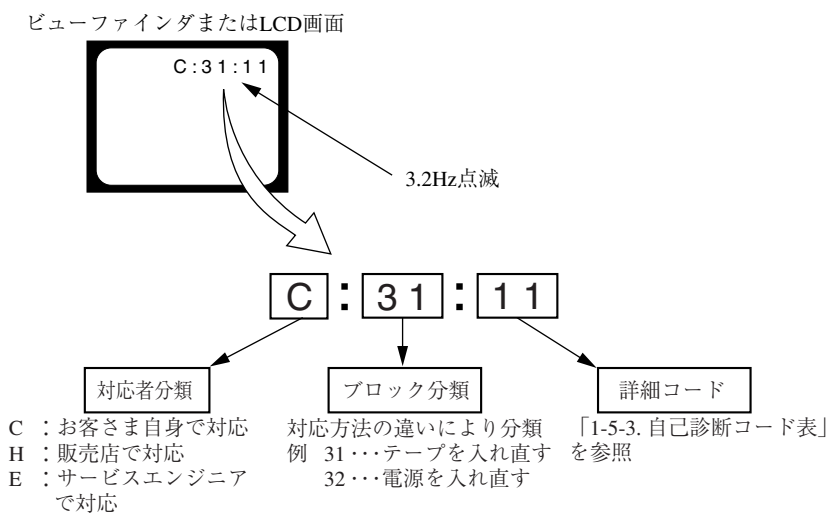 ビューファインダまたはLCD画面
C:31:11
3.2Hz点滅
C : 3 1 : 1 1
対応者分類
ブロック分類
詳細コード
C ：お客さま自身で対応
H ：販売店で対応
E ：サービスエンジニア
で対応
対応方法の違いにより分類
例 31･･･テープを入れ直す
32･･･電源を入れ直す
「1-5-3. 自己診断コード表」
を参照